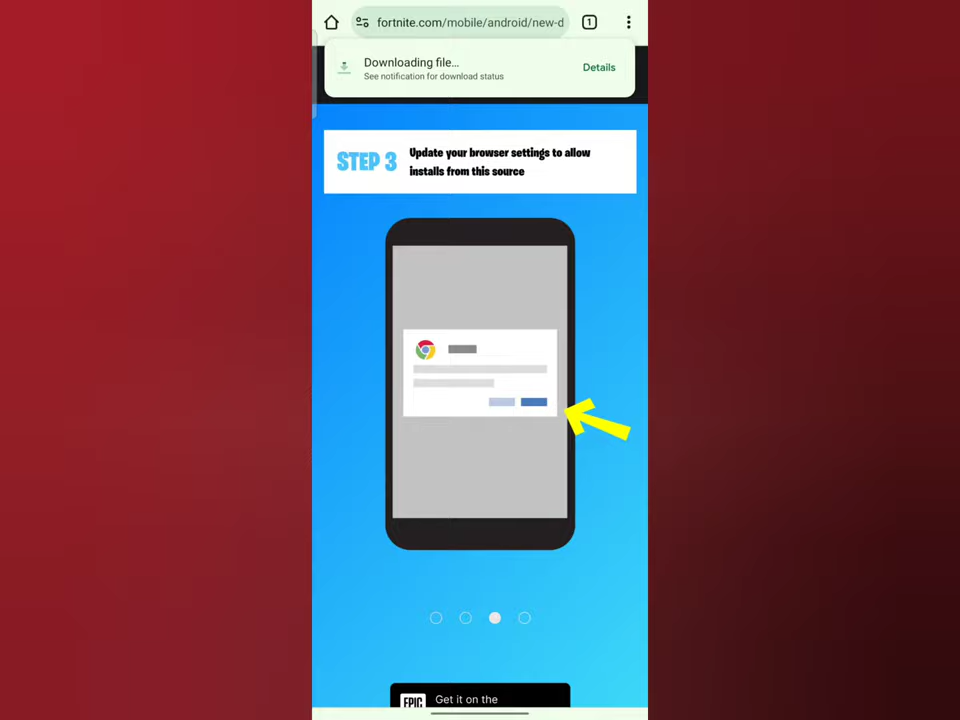 fortnite.com/mobile/android/new-d
1
Downloading file...
See notification for download status
Details
STEP 3
Update your browser settings to allow
installs from this source
EPIC
Get it on the